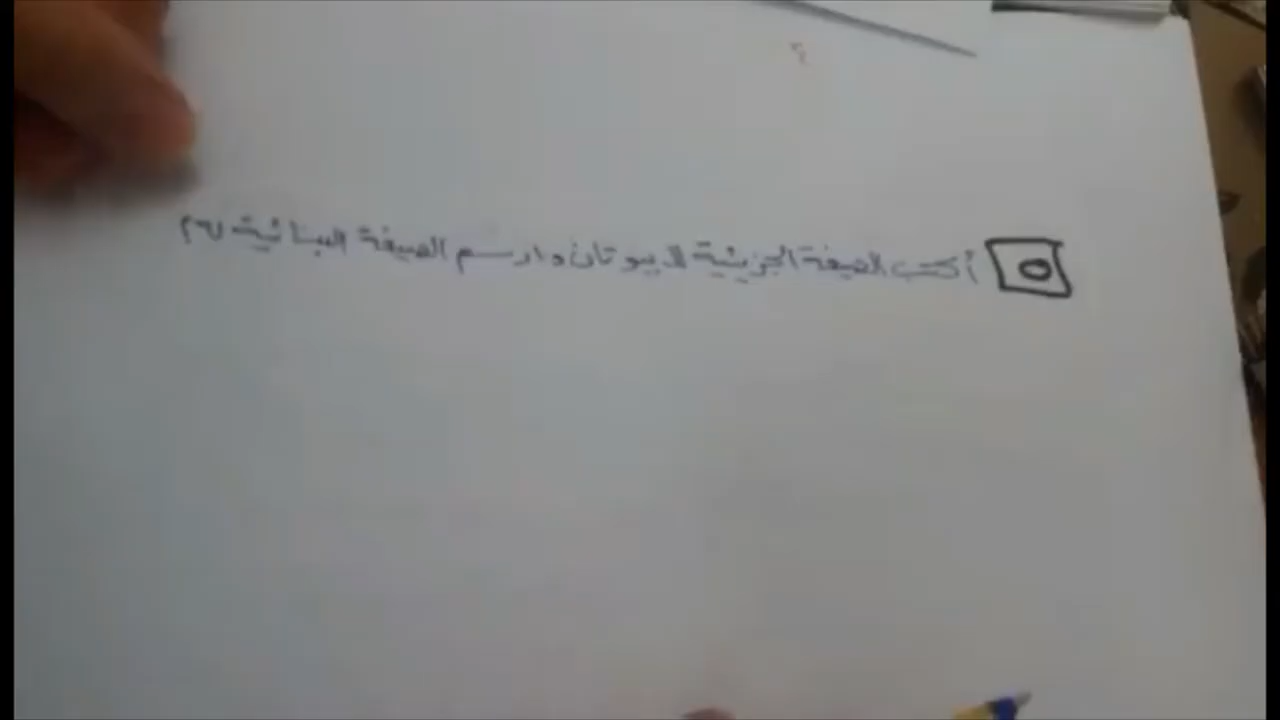 ٥ أكتب الصيغة الجزيئية للبيوتان وارسم الصيغة البنائية له